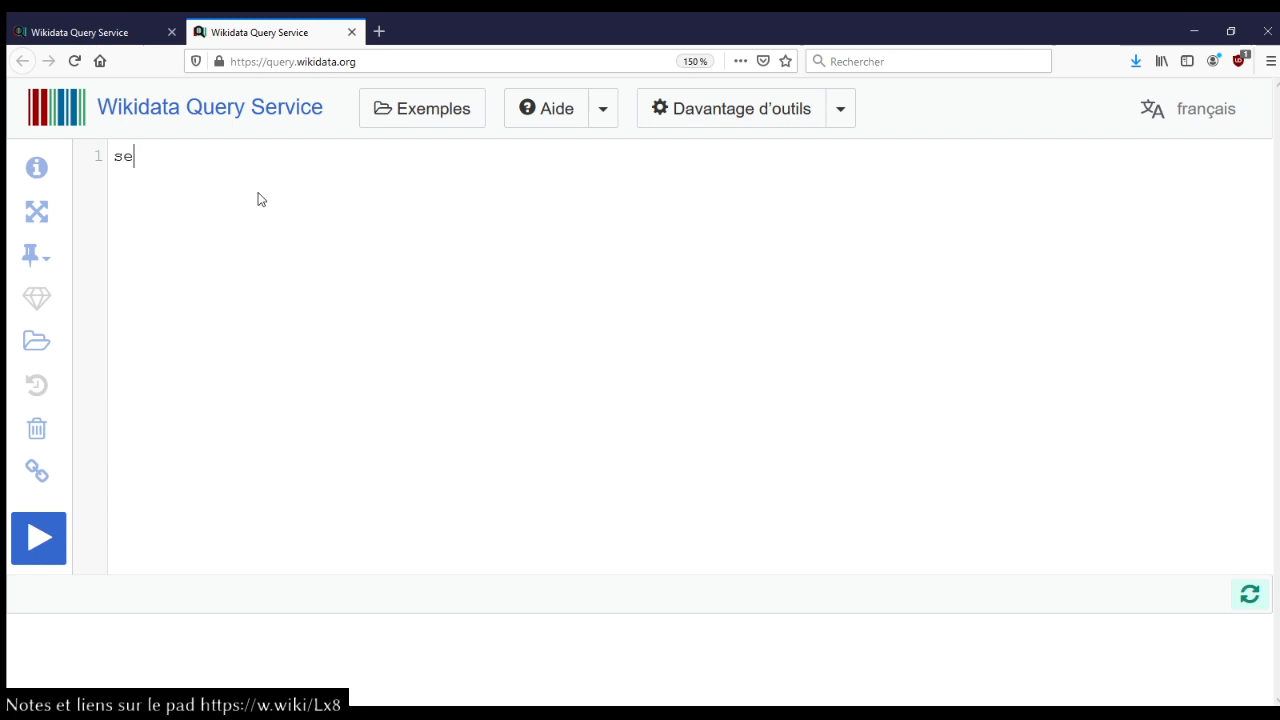 Wikidata Query Service
Wikidata Query Service
https://query.wikidata.org
150 %
Rechercher
1
Wikidata Query Service
Exemples
Aide
Davantage d'outils
français
1 se
Notes et liens sur le pad https://w.wiki/Lx8